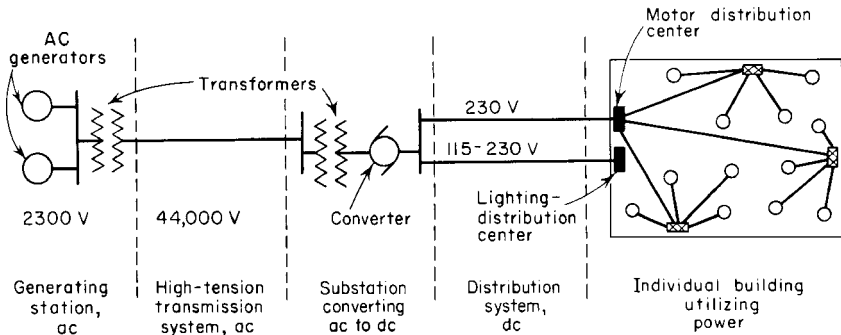 AC
generators
Transformers
Motor distribution
center
230 V
115-230 V
Lighting-
distribution
center
Converter
2300 V
44,000 V
Generating
station,
ac
High-tension
transmission
system, ac
Substation
converting
ac to dc
Distribution
system,
dc
Individual building
utilizing
power